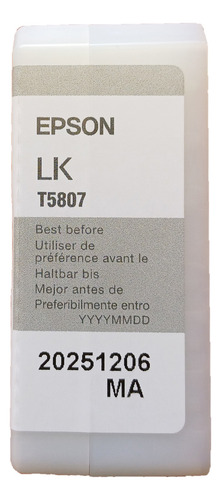 EPSON
LK
T5807
Best before
Utiliser de
préférence avant le
Haltbar bis
Mejor antes de
Preferibilmente entro
YYYYMMDD
20251206
MA